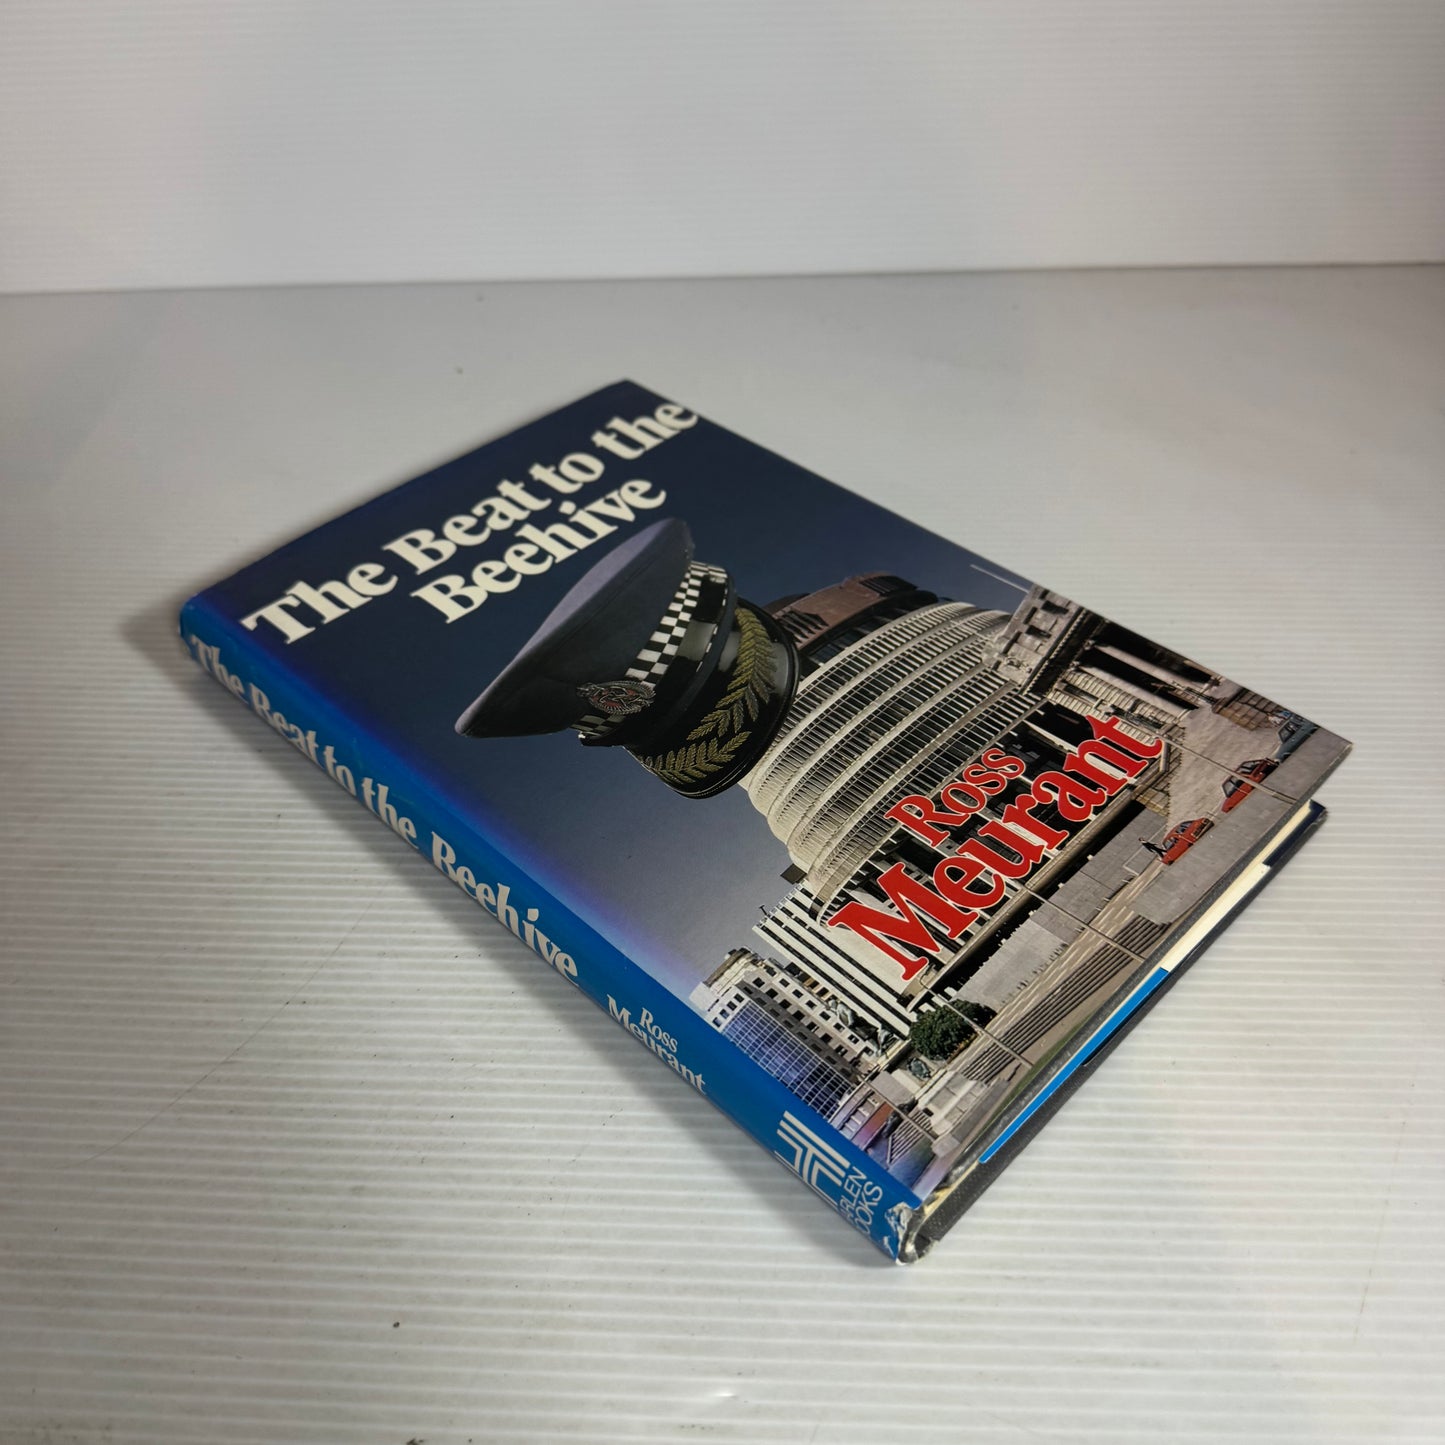 The Beat to the
Beehive
Ross
Meurant
The Beat to the Beehive
Ross
Meurant